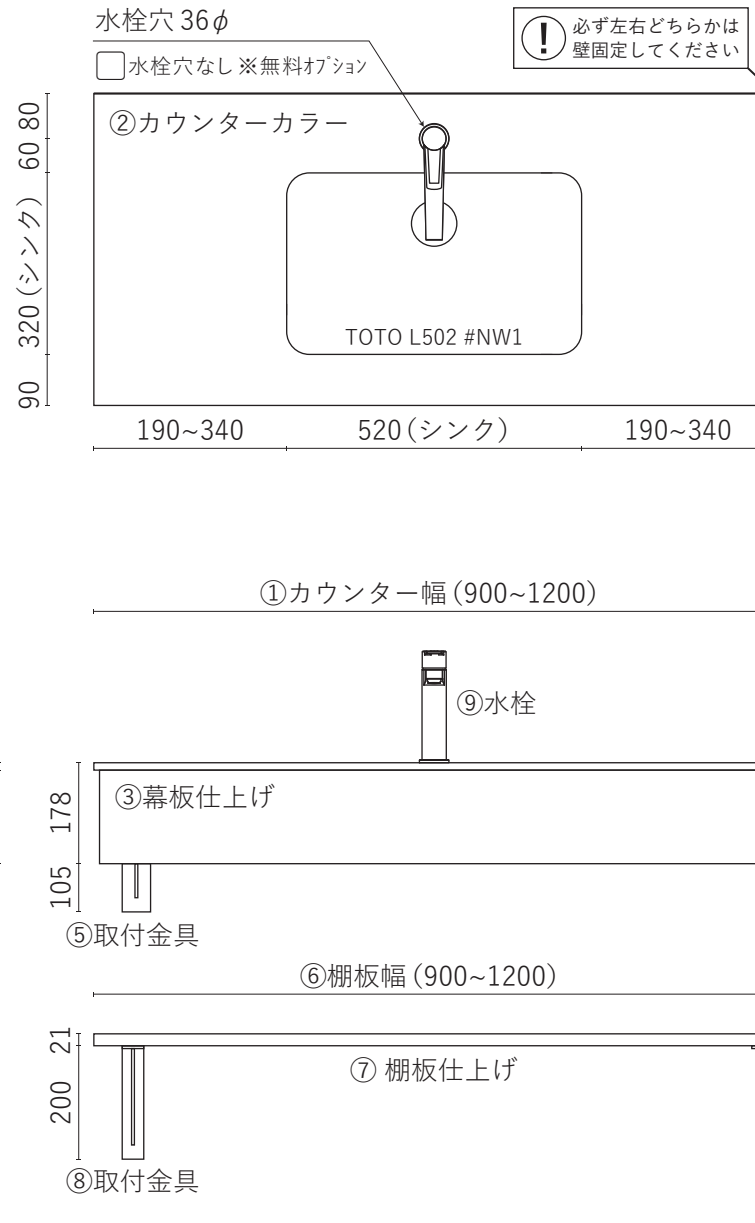 水栓穴 36φ
水栓穴なし ※無料ｵﾌﾟｼｮﾝ
!
必ず左右どちらかは
壁固定してください
②カウンターカラー
80
60
320 (シンク)
90
TOTO L502 #NW1
190~340
520 (シンク)
190~340
①カウンター幅 (900~1200)
⑨水栓
③幕板仕上げ
178
105
⑤取付金具
⑥棚板幅 (900~1200)
21
200
⑦ 棚板仕上げ
⑧取付金具